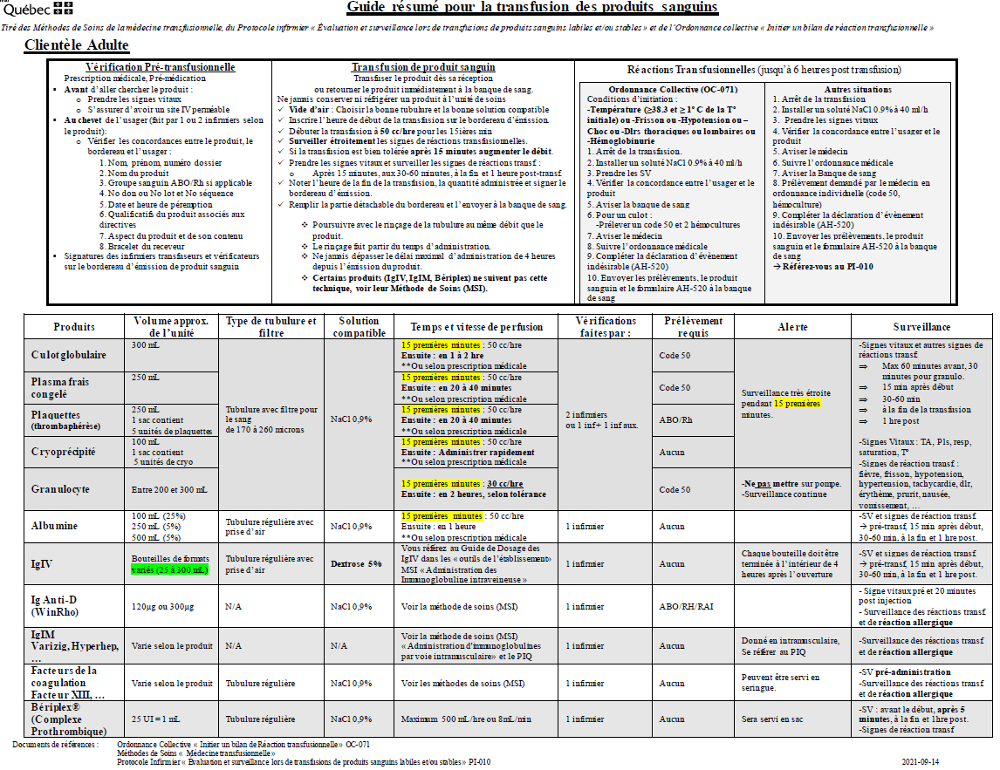 Québec
Guide résumé pour la transfusion des produits sanguins
Tiré des Méthodes de Soins de la médecine transfusionnelle, du Protocole infirmier « Évaluation et surveillance lors de transfusions de produits sanguins labiles et/ou stables » et de l'Ordonnance collective « Initier un bilan de réaction transfusionnelle »
Clientèle Adulte
Vérification Pré-transfusionnelle
Prescription médicale, Pré-médication
▪ Avant d'aller chercher le produit :
o Prendre les signes vitaux
o S'assurer d'avoir un site IV perméable
▪ Au chevet de l'usager (fait par 1 ou 2 infirmiers selon
le produit):
o Vérifier les concordances entre le produit, le
bordereau et l'usager :
1. Nom, prénom, numéro dossier
2. Nom du produit
3. Groupe sanguin ABO/Rh si applicable
4. No don ou No lot et No séquence
5. Date et heure de péremption
6. Qualificatifs du produit associés aux
directives
7. Aspect du produit et de son contenu
8. Bracelet du receveur
▪ Signatures des infirmiers transfuseurs et vérificateurs
sur le bordereau d'émission de produit sanguin
Transfusion de produit sanguin
Transfuser le produit dès sa réception
ou retourner le produit immédiatement à la banque de sang.
Ne jamais conserver ni réfrigérer un produit à l'unité de soins
✓ Vide d'air : Choisir la bonne tubulure et la bonne solution compatible
✓ Inscrire l'heure de début de la transfusion sur le bordereau d'émission.
✓ Débuter la transfusion à 50 cc/hre pour les 15ières min
✓ Surveiller étroitement les signes de réactions transfusionnelles.
✓ Si la transfusion est bien tolérée après 15 minutes augmenter le débit.
✓ Prendre les signes vitaux et surveiller les signes de réactions transf :
o Après 15 minutes, aux 30-60 minutes, à la fin et 1 heure post-transf
✓ Noter l'heure de la fin de la transfusion, la quantité administrée et signer le
bordereau d'émission.
✓ Remplir la partie détachable du bordereau et l'envoyer à la banque de sang.
❖ Poursuivre avec le rinçage de la tubulure au même débit que le
produit.
❖ Le rinçage fait partir du temps d'administration.
❖ Ne jamais dépasser le délai maximal d'administration de 4 heures
depuis l'émission du produit.
❖ Certains produits (IgIV, IgIM, Bériplex) ne suivent pas cette
technique, voir leur Méthode de Soins (MSI).
Réactions Transfusionnelles (jusqu'à 6 heures post transfusion)
Ordonnance Collective (OC-071)
Conditions d'initiation :
-Température (≥38.3 et ≥ 1° C de la T°
initiale) ou -Frisson ou -Hypotension ou –
Choc ou -Dlrs thoraciques ou lombaires ou
-Hémoglobinurie
1. Arrêt de la transfusion.
2. Installer un soluté NaCl 0.9% à 40 ml/h
3. Prendre les SV
4. Vérifier la concordance entre l'usager et le
produit
5. Aviser la banque de sang
6. Pour un culot :
-Prélever un code 50 et 2 hémocultures
7. Aviser le médecin
8. Suivre l'ordonnance médicale
9. Compléter la déclaration d'évènement
indésirable (AH-520)
10. Envoyer les prélèvements, le produit
sanguin et le formulaire AH-520 à la banque
de sang
Autres situations
1. Arrêt de la transfusion
2. Installer un soluté NaCl 0.9% à 40 ml/h
3. Prendre les signes vitaux
4. Vérifier la concordance entre l'usager et le
produit
5. Aviser le médecin
6. Suivre l'ordonnance médicale
7. Aviser la Banque de sang
8. Prélèvement demandé par le médecin en
ordonnance individuelle (code 50,
hémoculture)
9. Compléter la déclaration d'évènement
indésirable (AH-520)
10. Envoyer les prélèvements, le produit
sanguin et le formulaire AH-520 à la banque
de sang
→ Référez-vous au PI-010
Produits
Volume approx.
de l'unité
Type de tubulure et
filtre
Solution
compatible
Temps et vitesse de perfusion
Vérifications
faites par :
Prélèvement
requis
Alerte
Surveillance
Culot globulaire
300 mL
15 premières minutes : 50 cc/hre
Ensuite : en 1 à 2 hre
**Ou selon prescription médicale
Code 50
Plasma frais
congelé
250 mL
15 premières minutes : 50 cc/hre
Ensuite : en 20 à 40 minutes
**Ou selon prescription médicale
Code 50
Plaquettes
(thrombaphérèse)
250 mL
1 sac contient
5 unités de plaquettes
15 premières minutes : 50 cc/hre
Ensuite : en 20 à 40 minutes
**Ou selon prescription médicale
ABO/Rh
Cryoprécipité
100 mL
1 sac contient
5 unités de cryo
15 premières minutes : 50 cc/hre
Ensuite : Administrer rapidement
**Ou selon prescription médicale
Aucun
Granulocyte
Entre 200 et 300 mL
15 premières minutes : 30 cc/hre
Ensuite : en 2 heures, selon tolérance
Code 50
-Ne pas mettre sur pompe.
-Surveillance continue
Tubulure avec filtre pour
le sang
de 170 à 260 microns
NaCl 0,9%
2 infirmiers
ou 1 inf+ 1 inf aux.
Surveillance très étroite
pendant 15 premières
minutes.
-Signes vitaux et autres signes de
réactions transf
⇒ Max 60 minutes avant, 30
minutes pour granulo.
⇒ 15 min après début
⇒ 30-60 min
⇒ à la fin de la transfusion
⇒ 1 hre post
-Signes Vitaux : TA, Pls, resp,
saturation, T°
-Signes de réaction transf :
fièvre, frisson, hypotension,
hypertension, tachycardie, dlr,
érythème, prurit, nausée,
vomissement, …
Albumine
100 mL (25%)
250 mL (5%)
500 mL (5%)
Tubulure régulière avec
prise d'air
NaCl 0,9%
15 premières minutes : 50 cc/hre
Ensuite : en 1 heure
**Ou selon prescription médicale
1 infirmier
Aucun
-SV et signes de réaction transf
→ pré-transf, 15 min après début,
30-60 min, à la fin et 1 hre post.
IgIV
Bouteilles de formats
variés (25 à 300 mL)
Tubulure régulière avec
prise d'air
Dextrose 5%
Vous référez au Guide de Dosage des
IgIV dans les « outils de l'établissement»
MSI « Administration des
Immunoglobuline intraveineuse »
1 infirmier
Aucun
Chaque bouteille doit être
terminée à l'intérieur de 4
heures après l'ouverture
-SV et signes de réaction transf
→ pré-transf, 15 min après début,
30-60 min, à la fin et 1 hre post.
Ig Anti-D
(WinRho)
120µg ou 300µg
N/A
NaCl 0,9%
Voir la méthode de soins (MSI)
1 infirmier
ABO/RH/RAI
- Signe vitaux pré et 20 minutes
post injection
- Surveillance des réactions transf
et de réaction allergique
IgIM
Varizig, Hyperhep,
…
Varie selon le produit
N/A
N/A
Voir la méthode de soins (MSI)
« Administration d'immunoglobulines
par voie intramusculaire» et le PIQ
1 infirmier
Aucun
Donné en intramusculaire,
Se référer au PIQ
-Surveillance des réactions transf
et de réaction allergique
Facteurs de la
coagulation
Facteur XIII, …
Varie selon le produit
Tubulure régulière
NaCl 0,9%
Voir les méthodes de soins (MSI)
1 infirmier
Aucun
Peuvent être servi en
seringue.
-SV pré-administration
-Surveillance des réactions transf
et de réaction allergique
Bériplex®
(Complexe
Prothrombique)
25 UI = 1 mL
Tubulure régulière
NaCl 0,9%
Maximum 500 mL/hre ou 8mL/min
1 infirmier
Aucun
Sera servi en sac
-SV : avant le début, après 5
minutes, à la fin et 1hre post.
-Signes de réaction transf
Documents de références :
Ordonnance Collective « Initier un bilan de Réaction transfusionnelle » OC-071
Méthodes de Soins « Médecine transfusionnelle »
Protocole Infirmier « Évaluation et surveillance lors de transfusions de produits sanguins labiles et/ou stables » PI-010
2021-09-14